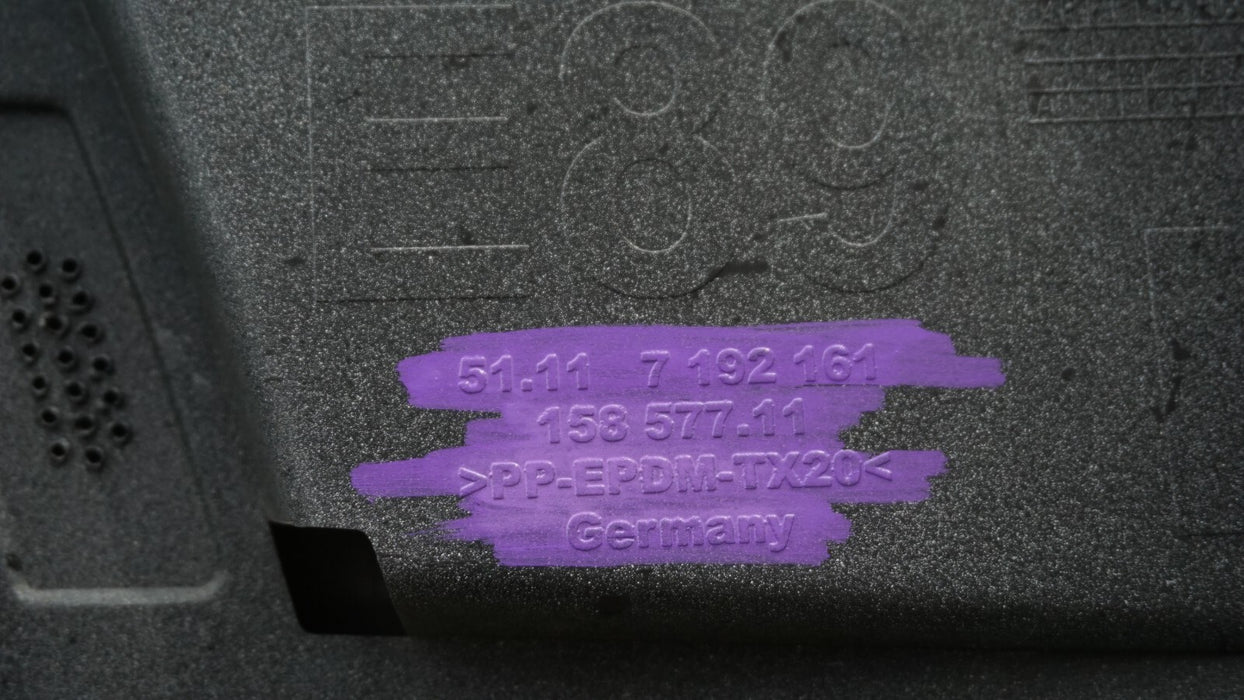 E89
51.11 7 192 161
158 577.11
>PP-EPDM-TX20<
Germany